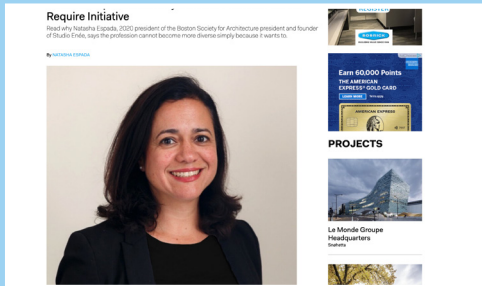 Require Initiative
Read why Natasha Espada, 2020 president of the Boston Society for Architecture president and founder
of Studio Enée, says the profession cannot become more diverse simply because it wants to.
By NATASHA ESPADA
REGISTER
BOBRICK
Earn 60,000 Points
THE AMERICAN
EXPRESS® GOLD CARD
LEARN MORE
AMERICAN EXPRESS
PROJECTS
Le Monde Groupe
Headquarters
Snøhetta